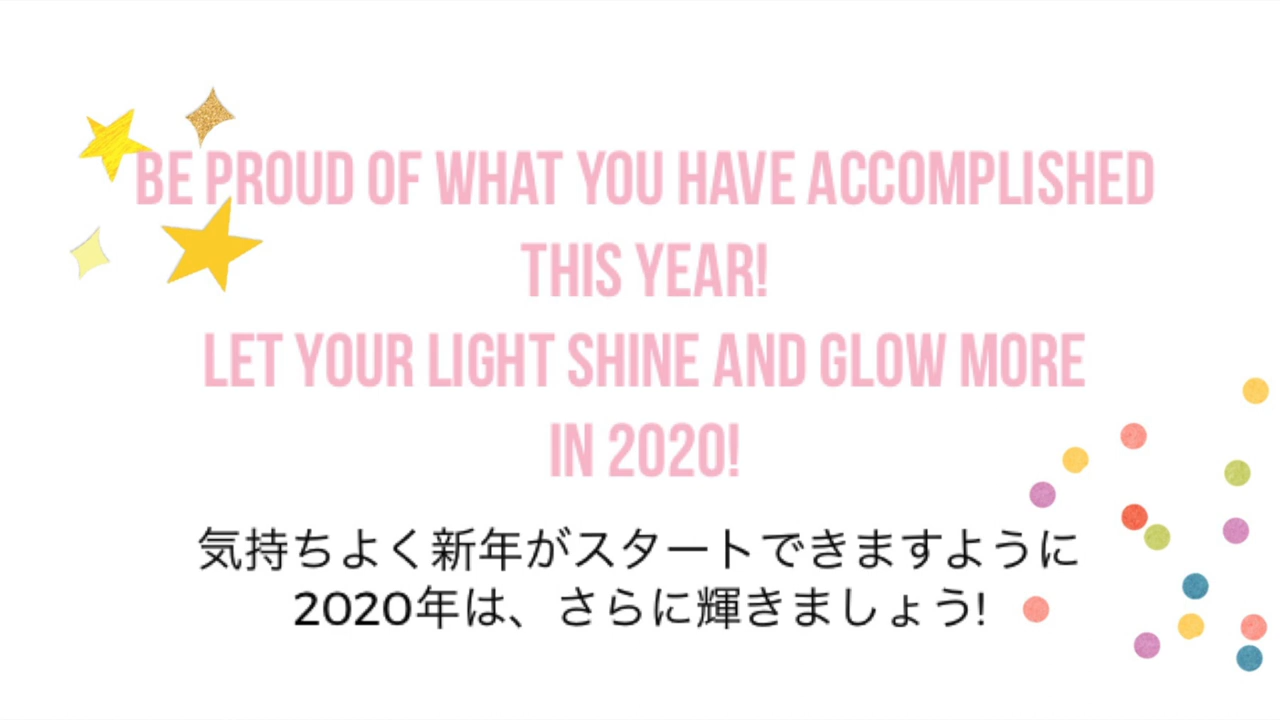 BE PROUD OF WHAT YOU HAVE ACCOMPLISHED
THIS YEAR!
LET YOUR LIGHT SHINE AND GLOW MORE
IN 2020!
気持ちよく新年がスタートできますように
2020年は、さらに輝きましょう!